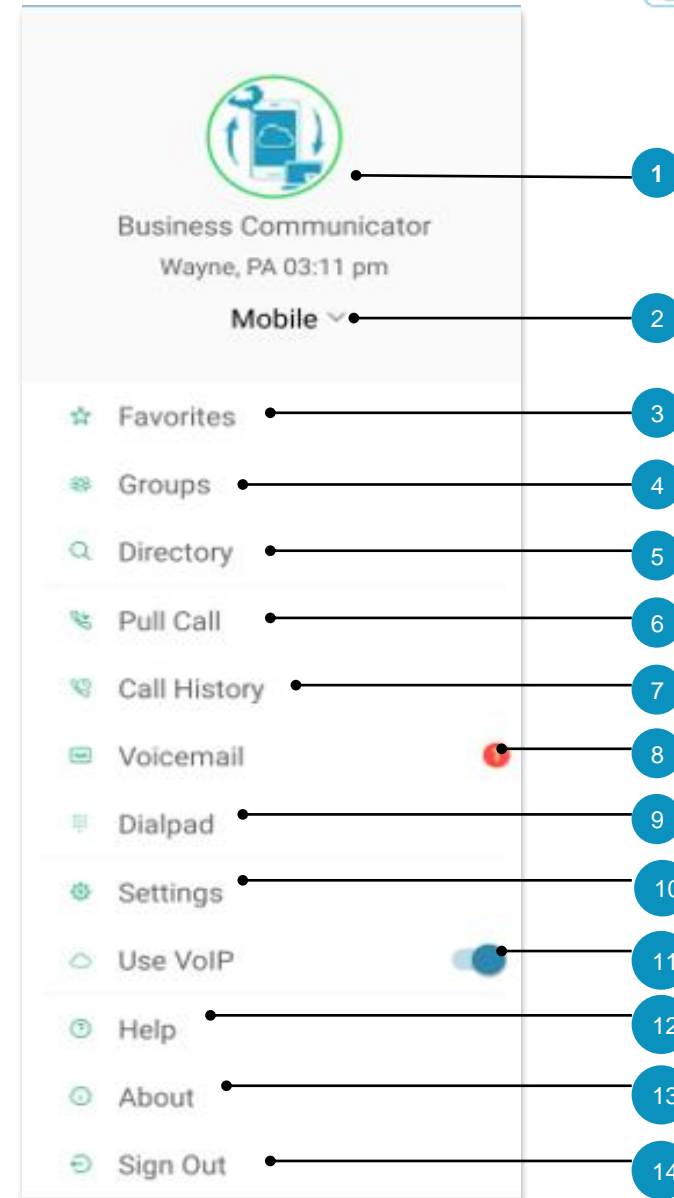 1
Business Communicator
Wayne, PA 03:11 pm
Mobile
2
Favorites
3
Groups
4
Directory
5
Pull Call
6
Call History
7
Voicemail
8
Dialpad
9
Settings
10
Use VoIP
11
Help
12
About
13
Sign Out
14